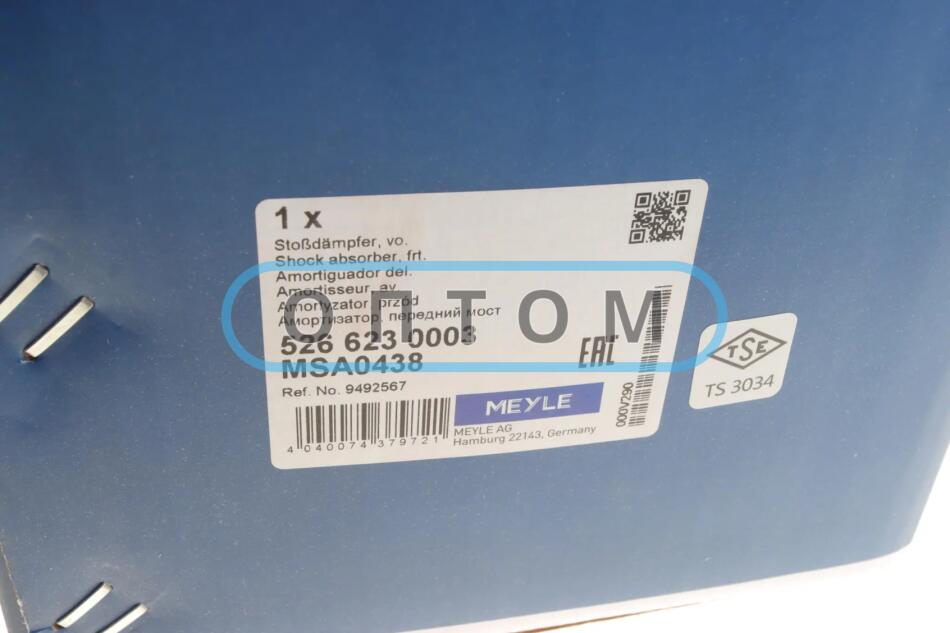 1 x
Stoßdämpfer, vo.
Shock absorber, frt.
Amortiguador del.
Amortisseur, av.
Amortyzator, przód
Амортизатор, передний мост
ОПТОМ
526 623 0003
MSA0438
EAC
Ref. No. 9492567
MEYLE
MEYLE AG
Hamburg 22143, Germany
4 040074 379721
000V290
TSE
TS 3034